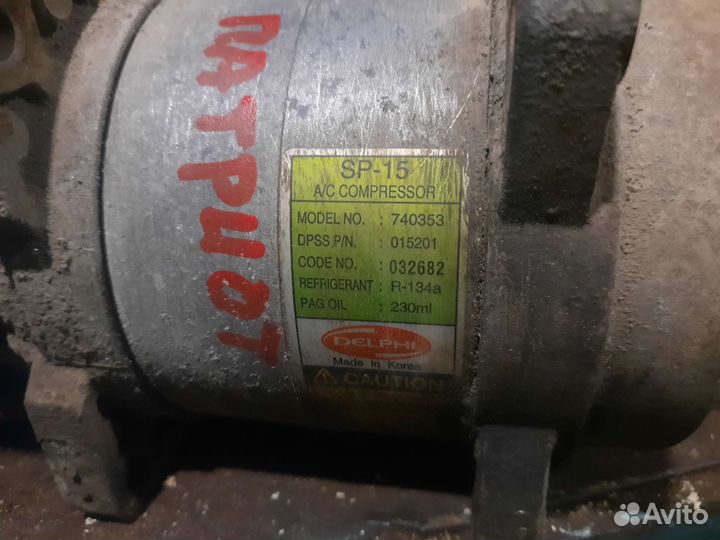 ПАТРИОТ
SP-15
A/C COMPRESSOR
MODEL NO. : 740353
DPSS P/N. : 015201
CODE NO. : 032682
REFRIGERANT : R-134a
PAG OIL : 230ml
DELPHI
Made in Korea
CAUTION
Avito